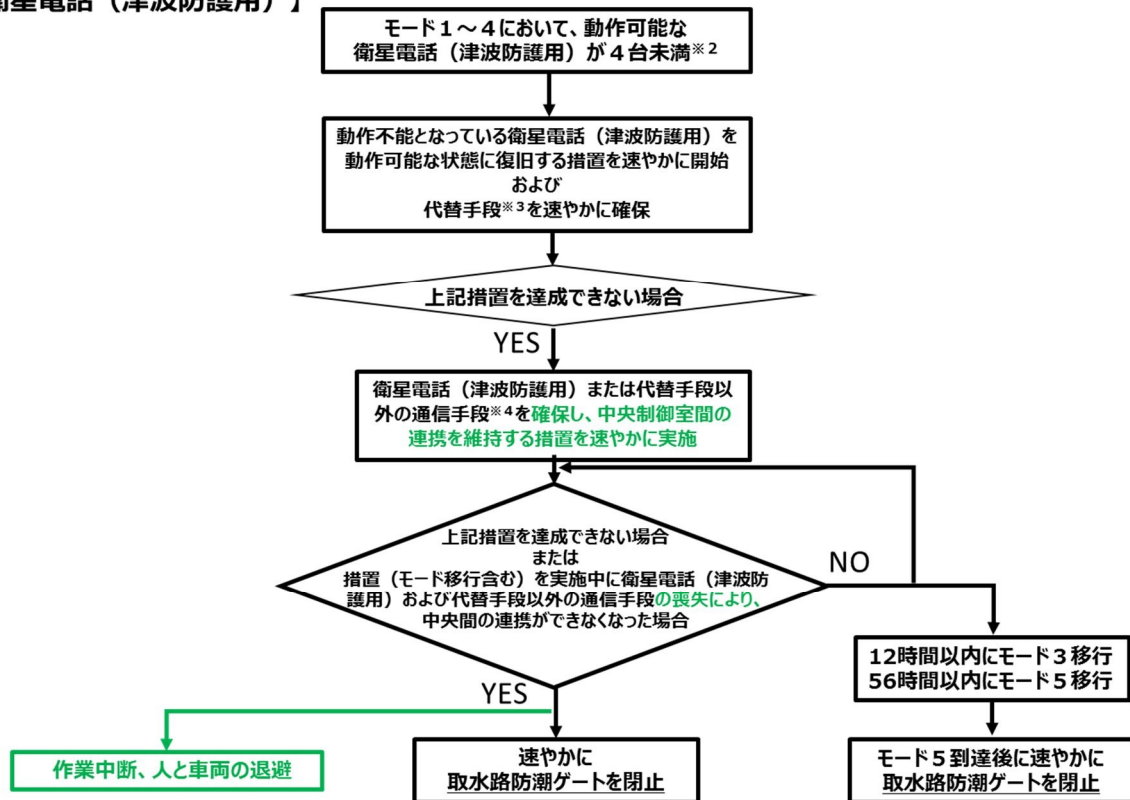 衛星電話（津波防護用）】
モード１～４において、動作可能な
衛星電話（津波防護用）が４台未満※２
動作不能となっている衛星電話（津波防護用）を
動作可能な状態に復旧する措置を速やかに開始
および
代替手段※３を速やかに確保
上記措置を達成できない場合
YES
衛星電話（津波防護用）または代替手段以
外の通信手段※４を確保し、中央制御室間の
連携を維持する措置を速やかに実施
上記措置を達成できない場合
または
措置（モード移行含む）を実施中に衛星電話（津波防
護用）および代替手段以外の通信手段の喪失により、
中央間の連携ができなくなった場合
NO
12時間以内にモード３移行
56時間以内にモード５移行
YES
作業中断、人と車両の退避
速やかに
取水路防潮ゲートを閉止
モード５到達後に速やかに
取水路防潮ゲートを閉止